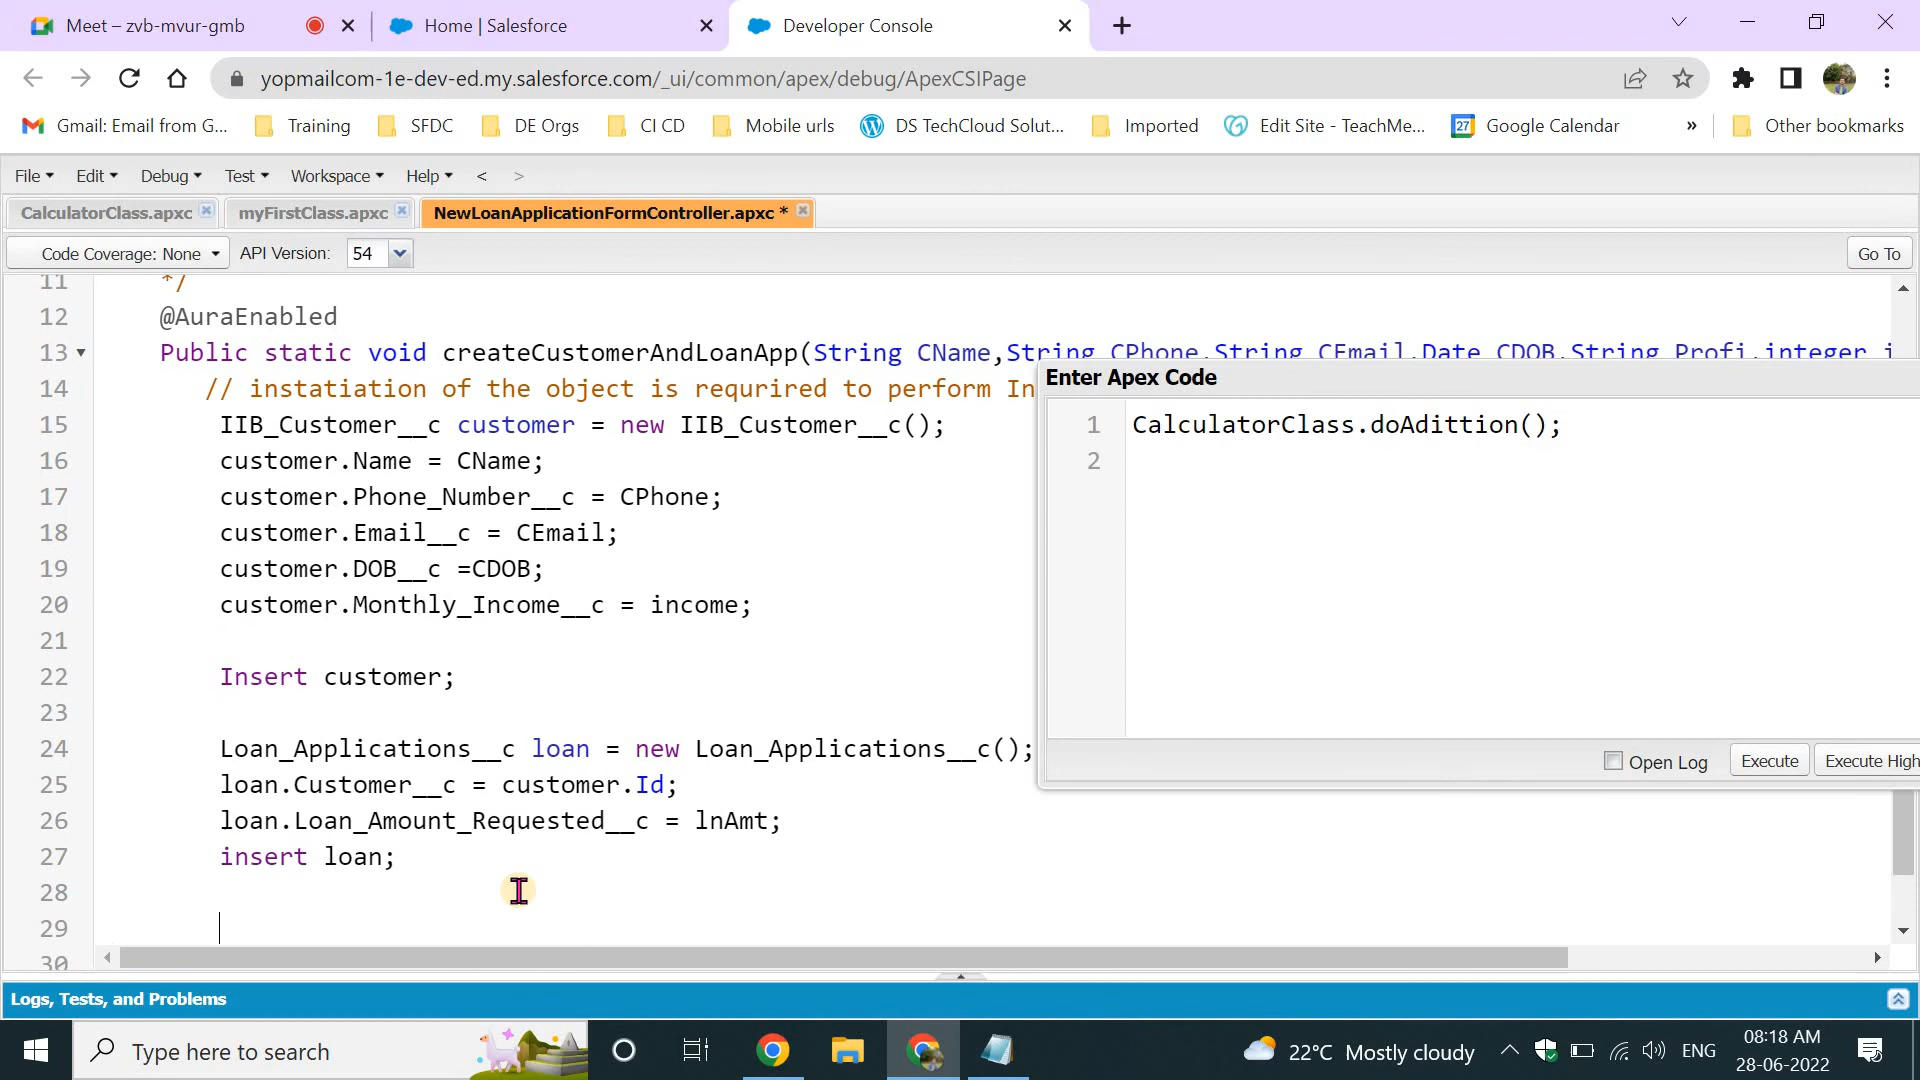 Meet – zvb-mvur-gmb
Home | Salesforce
Developer Console
yopmailcom-1e-dev-ed.my.salesforce.com/_ui/common/apex/debug/ApexCSIPage
Gmail: Email from G...
Training
SFDC
DE Orgs
CI CD
Mobile urls
DS TechCloud Solut...
Imported
Edit Site - TeachMe...
27
Google Calendar
»
Other bookmarks
File
Edit
Debug
Test
Workspace
Help
<
>
CalculatorClass.apxc
myFirstClass.apxc
NewLoanApplicationFormController.apxc *
Code Coverage: None
API Version:
54
Go To
11 */
12 @AuraEnabled
13 Public static void createCustomerAndLoanApp(String CName,String CPhone,String CEmail,Date CDOB,String Profi,integer i
14 // instatiation of the object is requrired to perform In
15 IIB_Customer__c customer = new IIB_Customer__c();
16 customer.Name = CName;
17 customer.Phone_Number__c = CPhone;
18 customer.Email__c = CEmail;
19 customer.DOB__c =CDOB;
20 customer.Monthly_Income__c = income;
21
22 Insert customer;
23
24 Loan_Applications__c loan = new Loan_Applications__c();
25 loan.Customer__c = customer.Id;
26 loan.Loan_Amount_Requested__c = lnAmt;
27 insert loan;
28
29
30
Enter Apex Code
1 CalculatorClass.doAdittion();
2
Open Log
Execute
Execute High
Logs, Tests, and Problems
Type here to search
22°C Mostly cloudy
ENG
08:18 AM
28-06-2022